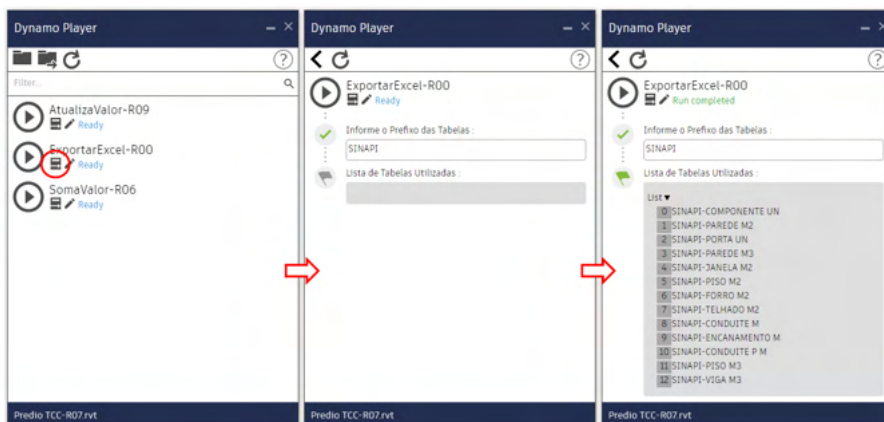 Dynamo Player
Filter...
AtualizaValor-R09
Ready
ExportarExcel-R00
Ready
SomaValor-R06
Ready
Predio TCC-R07.rvt
Dynamo Player
ExportarExcel-R00
Ready
Informe o Prefixo das Tabelas :
SINAPI
Lista de Tabelas Utilizadas :
Predio TCC-R07.rvt
Dynamo Player
ExportarExcel-R00
Run completed
Informe o Prefixo das Tabelas :
SINAPI
Lista de Tabelas Utilizadas :
List
0 SINAPI-COMPONENTE UN
1 SINAPI-PAREDE M2
2 SINAPI-PORTA UN
3 SINAPI-PAREDE M3
4 SINAPI-JANELA M2
5 SINAPI-PISO M2
6 SINAPI-FORRO M2
7 SINAPI-TELHADO M2
8 SINAPI-CONDUITE M
9 SINAPI-ENCANAMENTO M
10 SINAPI-CONDUITE P M
11 SINAPI-PISO M3
12 SINAPI-VIGA M3
Predio TCC-R07.rvt